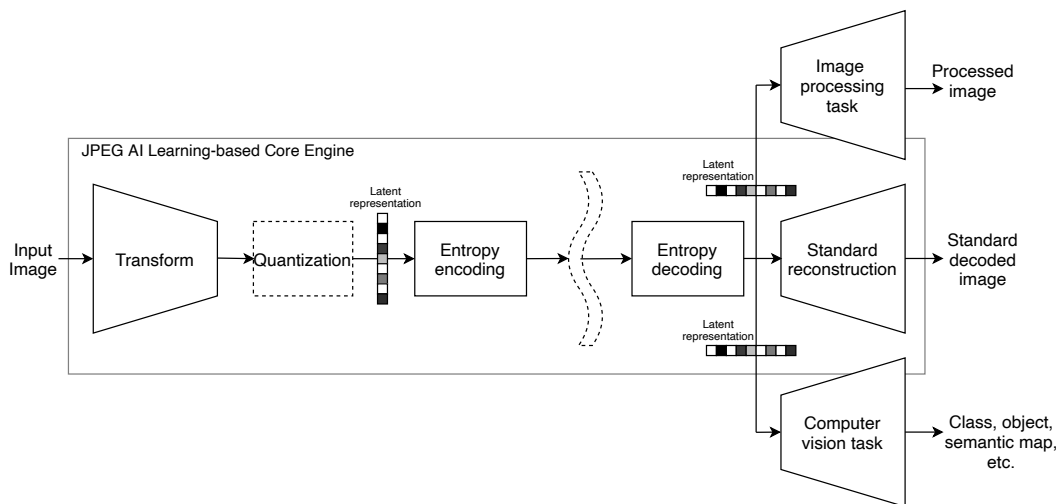 Image
processing
task
Processed
image
JPEG AI Learning-based Core Engine
Latent
representation
Latent
representation
Input
Image
Transform
Quantization
Entropy
encoding
Entropy
decoding
Standard
reconstruction
Standard
decoded
image
Latent
representation
Computer
vision task
Class, object,
semantic map,
etc.